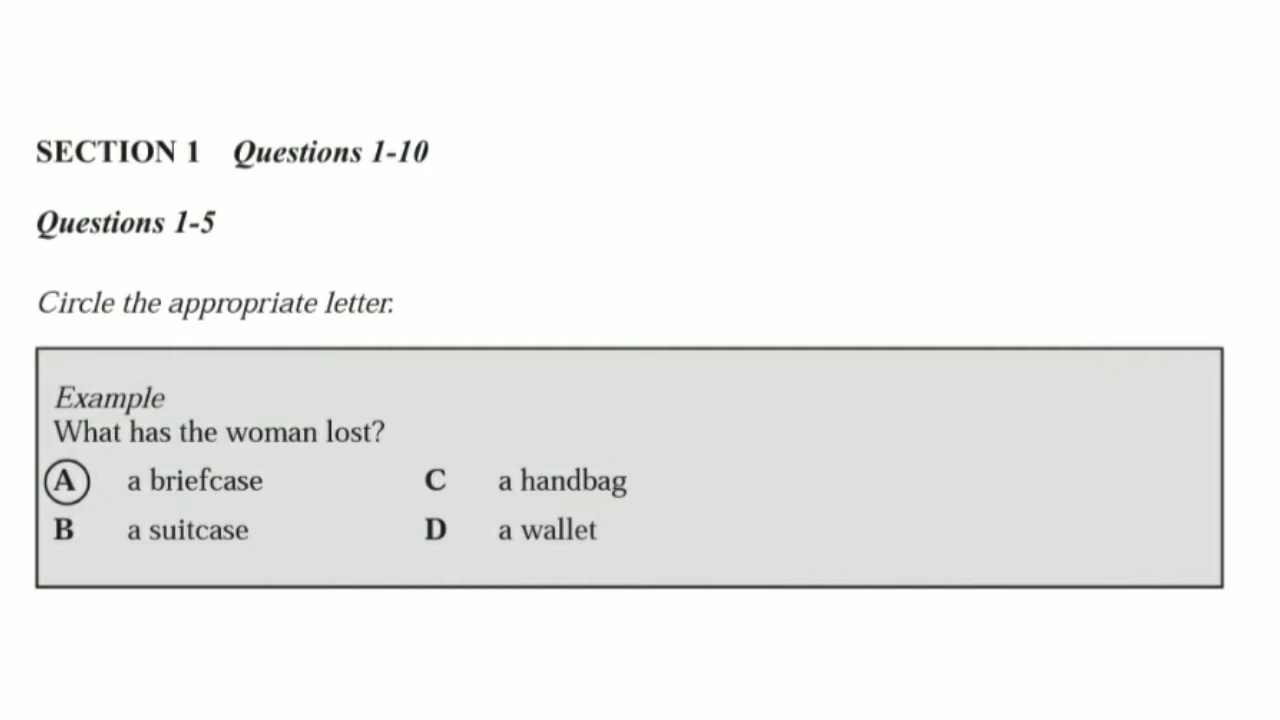 SECTION 1 Questions 1-10
Questions 1-5
Circle the appropriate letter.
Example
What has the woman lost?
A a briefcase C a handbag
B a suitcase D a wallet